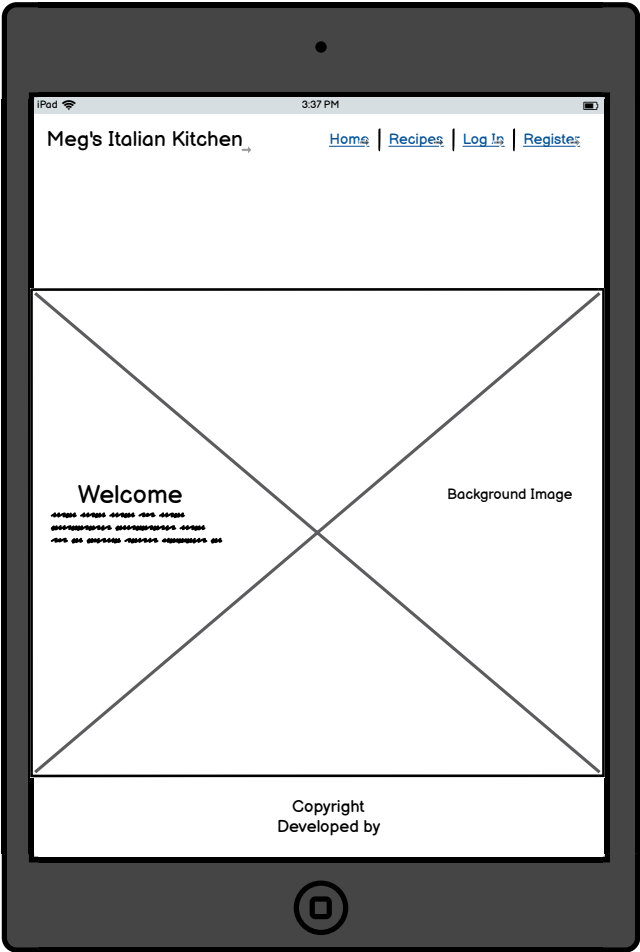 iPad 3:37 PM
Meg's Italian Kitchen Home Recipes Log In Register
Welcome
Background Image
Copyright
Developed by